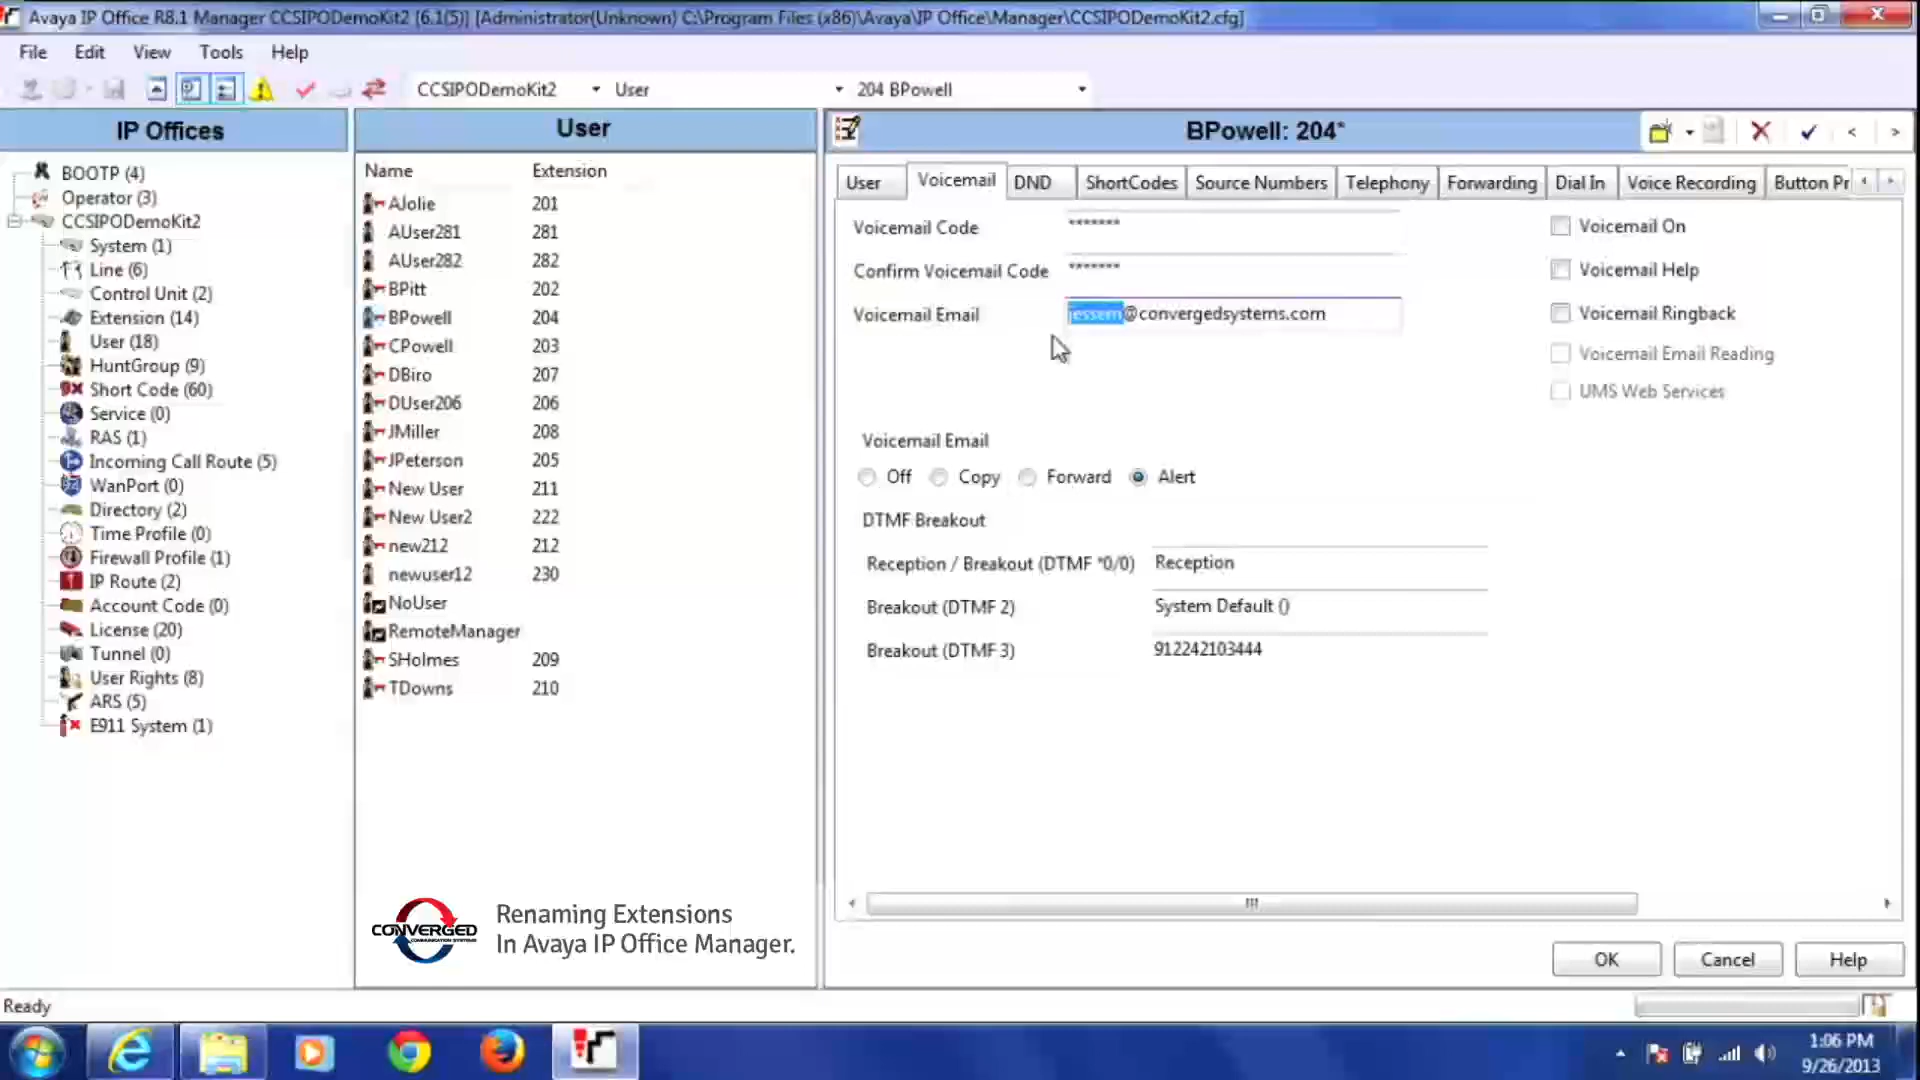 Avaya IP Office R8.1 Manager CCSIPODemoKit2 [6.1(5)] [Administrator(Unknown) C:\Program Files (x86)\Avaya\IP Office\Manager\CCSIPODemoKit2.cfg]
File Edit View Tools Help
CCSIPODemoKit2 User 204 BPowell
IP Offices
BOOTP (4)
Operator (3)
CCSIPODemoKit2
System (1)
Line (6)
Control Unit (2)
Extension (14)
User (18)
HuntGroup (9)
Short Code (60)
Service (0)
RAS (1)
Incoming Call Route (5)
WanPort (0)
Directory (2)
Time Profile (0)
Firewall Profile (1)
IP Route (2)
Account Code (0)
License (20)
Tunnel (0)
User Rights (8)
ARS (5)
E911 System (1)
User
Name Extension
AJolie 201
AUser281 281
AUser282 282
BPitt 202
BPowell 204
CPowell 203
DBiro 207
DUser206 206
JMiller 208
JPeterson 205
New User 211
New User2 222
new212 212
newuser12 230
NoUser
RemoteManager
SHolmes 209
TDowns 210
CONVERGED
COMMUNICATION SYSTEMS
Renaming Extensions
In Avaya IP Office Manager.
BPowell: 204*
User Voicemail DND ShortCodes Source Numbers Telephony Forwarding Dial In Voice Recording Button Pr
Voicemail Code *******
Confirm Voicemail Code *******
Voicemail Email jessem@convergedsystems.com
Voicemail On
Voicemail Help
Voicemail Ringback
Voicemail Email Reading
UMS Web Services
Voicemail Email
Off Copy Forward Alert
DTMF Breakout
Reception / Breakout (DTMF *0/0) Reception
Breakout (DTMF 2) System Default ()
Breakout (DTMF 3) 912242103444
OK Cancel Help
Ready
1:06 PM
9/26/2013